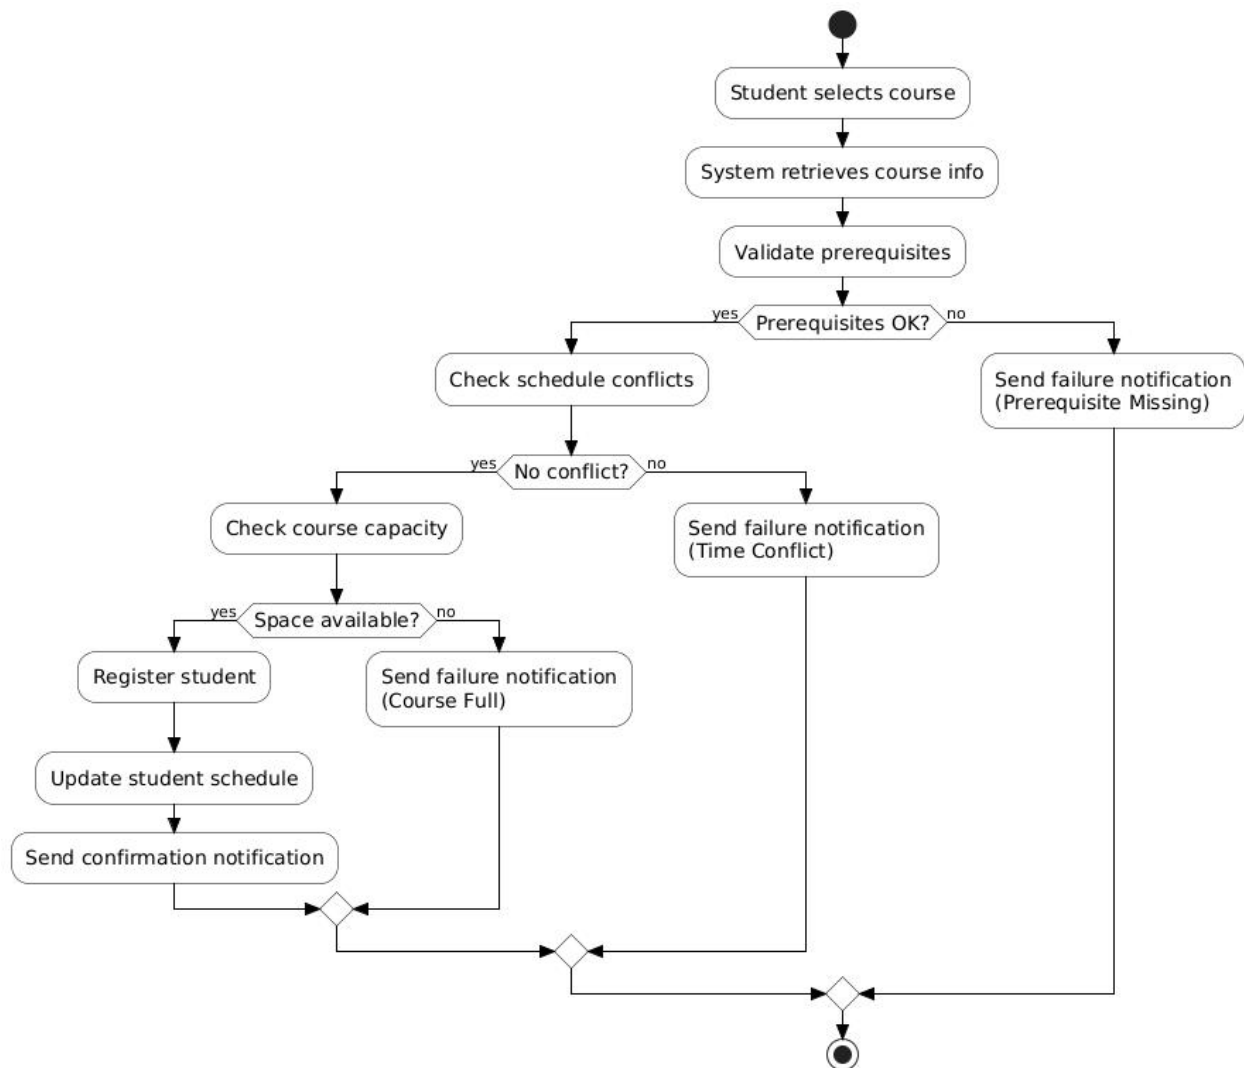 Student selects course
System retrieves course info
Validate prerequisites
yes
Prerequisites OK?
no
Check schedule conflicts
Send failure notification
(Prerequisite Missing)
yes
No conflict?
no
Check course capacity
Send failure notification
(Time Conflict)
yes
Space available?
no
Register student
Send failure notification
(Course Full)
Update student schedule
Send confirmation notification